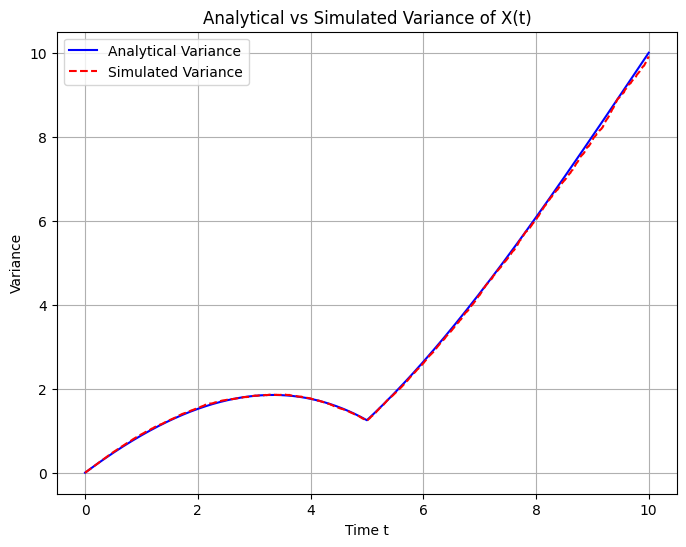 Analytical vs Simulated Variance of X(t)
Analytical Variance
Simulated Variance
Variance
10
8
6
4
2
0
0 2 4 6 8 10
Time t